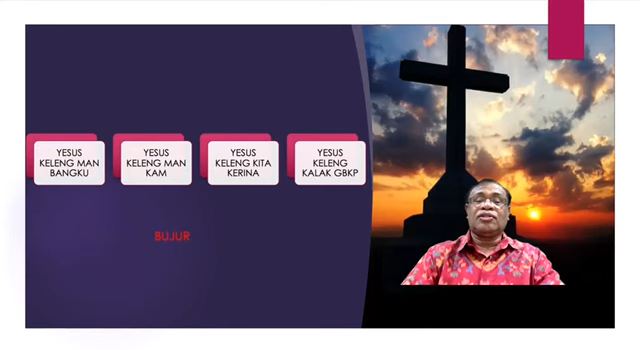 YESUS
KELENG MAN
BANGKU
YESUS
KELENG MAN
KAM
YESUS
KELENG KITA
KERINA
YESUS
KELENG
KALAK GBKP
BUJUR